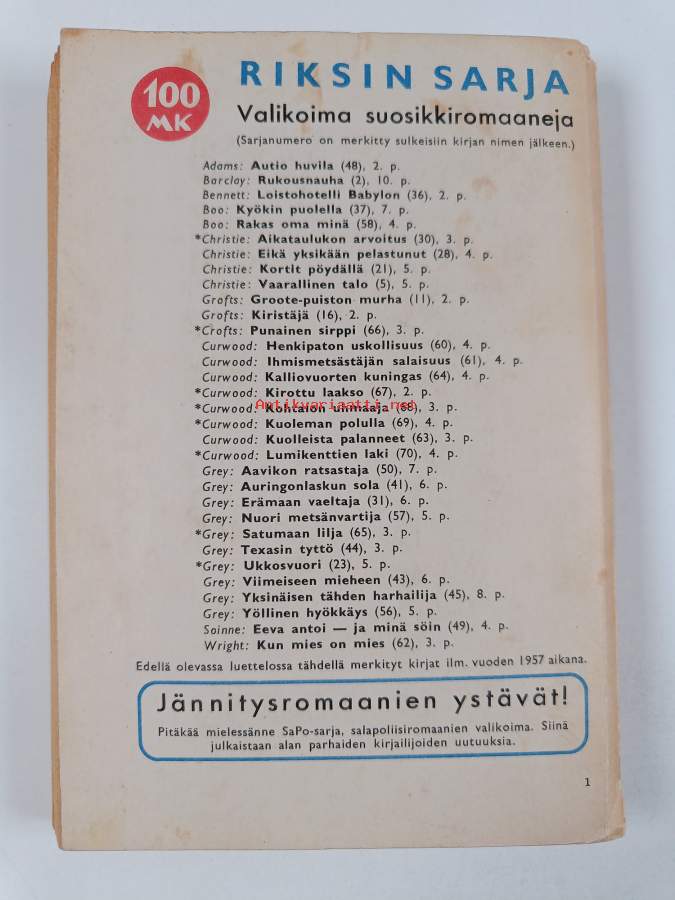 100
MK
RIKSIN SARJA
Valikoima suosikkiromaaneja
(Sarjanumero on merkitty sulkeisiin kirjan nimen jälkeen.)
Adams: Autio huvila (48), 2. p.
Barclay: Rukousnauha (2), 10. p.
Bennett: Loistohotelli Babylon (36), 2. p.
Boo: Kyökin puolella (37), 7. p.
Boo: Rakas oma minä (58), 4. p.
*Christie: Aikataulukon arvoitus (30), 3. p.
Christie: Eikä yksikään pelastunut (28), 4. p.
Christie: Kortit pöydällä (21), 5. p.
Christie: Vaarallinen talo (5), 5. p.
Grofts: Groote-puiston murha (11), 2. p.
Grofts: Kiristäjä (16), 2. p.
*Crofts: Punainen sirppi (66), 3. p.
Curwood: Henkipaton uskollisuus (60), 4. p.
Curwood: Ihmismetsästäjän salaisuus (61), 4. p.
Curwood: Kalliovuorten kuningas (64), 4. p.
*Curwood: Kirottu laakso (67), 2. p.
Antikvariaatti.net
*Curwood: Kohtalon uhmaaja (68), 3. p.
*Curwood: Kuoleman polulla (69), 4. p.
Curwood: Kuolleista palanneet (63), 3. p.
*Curwood: Lumikenttien laki (70), 4. p.
Grey: Aavikon ratsastaja (50), 7. p.
Grey: Auringonlaskun sola (41), 6. p.
Grey: Erämaan vaeltaja (31), 6. p.
Grey: Nuori metsänvartija (57), 5. p.
*Grey: Satumaan lilja (65), 3. p.
Grey: Texasin tyttö (44), 3. p.
*Grey: Ukkosvuori (23), 5. p.
Grey: Viimeiseen mieheen (43), 6. p.
Grey: Yksinäisen tähden harhailija (45), 8. p.
Grey: Yöllinen hyökkäys (56), 5. p.
Soinne: Eeva antoi — ja minä söin (49), 4. p.
Wright: Kun mies on mies (62), 3. p.
Edellä olevassa luettelossa tähdellä merkityt kirjat ilm. vuoden 1957 aikana.
Jännitysromaanien ystävät!
Pitäkää mielessänne SaPo-sarja, salapoliisiromaanien valikoima. Siinä
julkaistaan alan parhaiden kirjailijoiden uutuuksia.
1